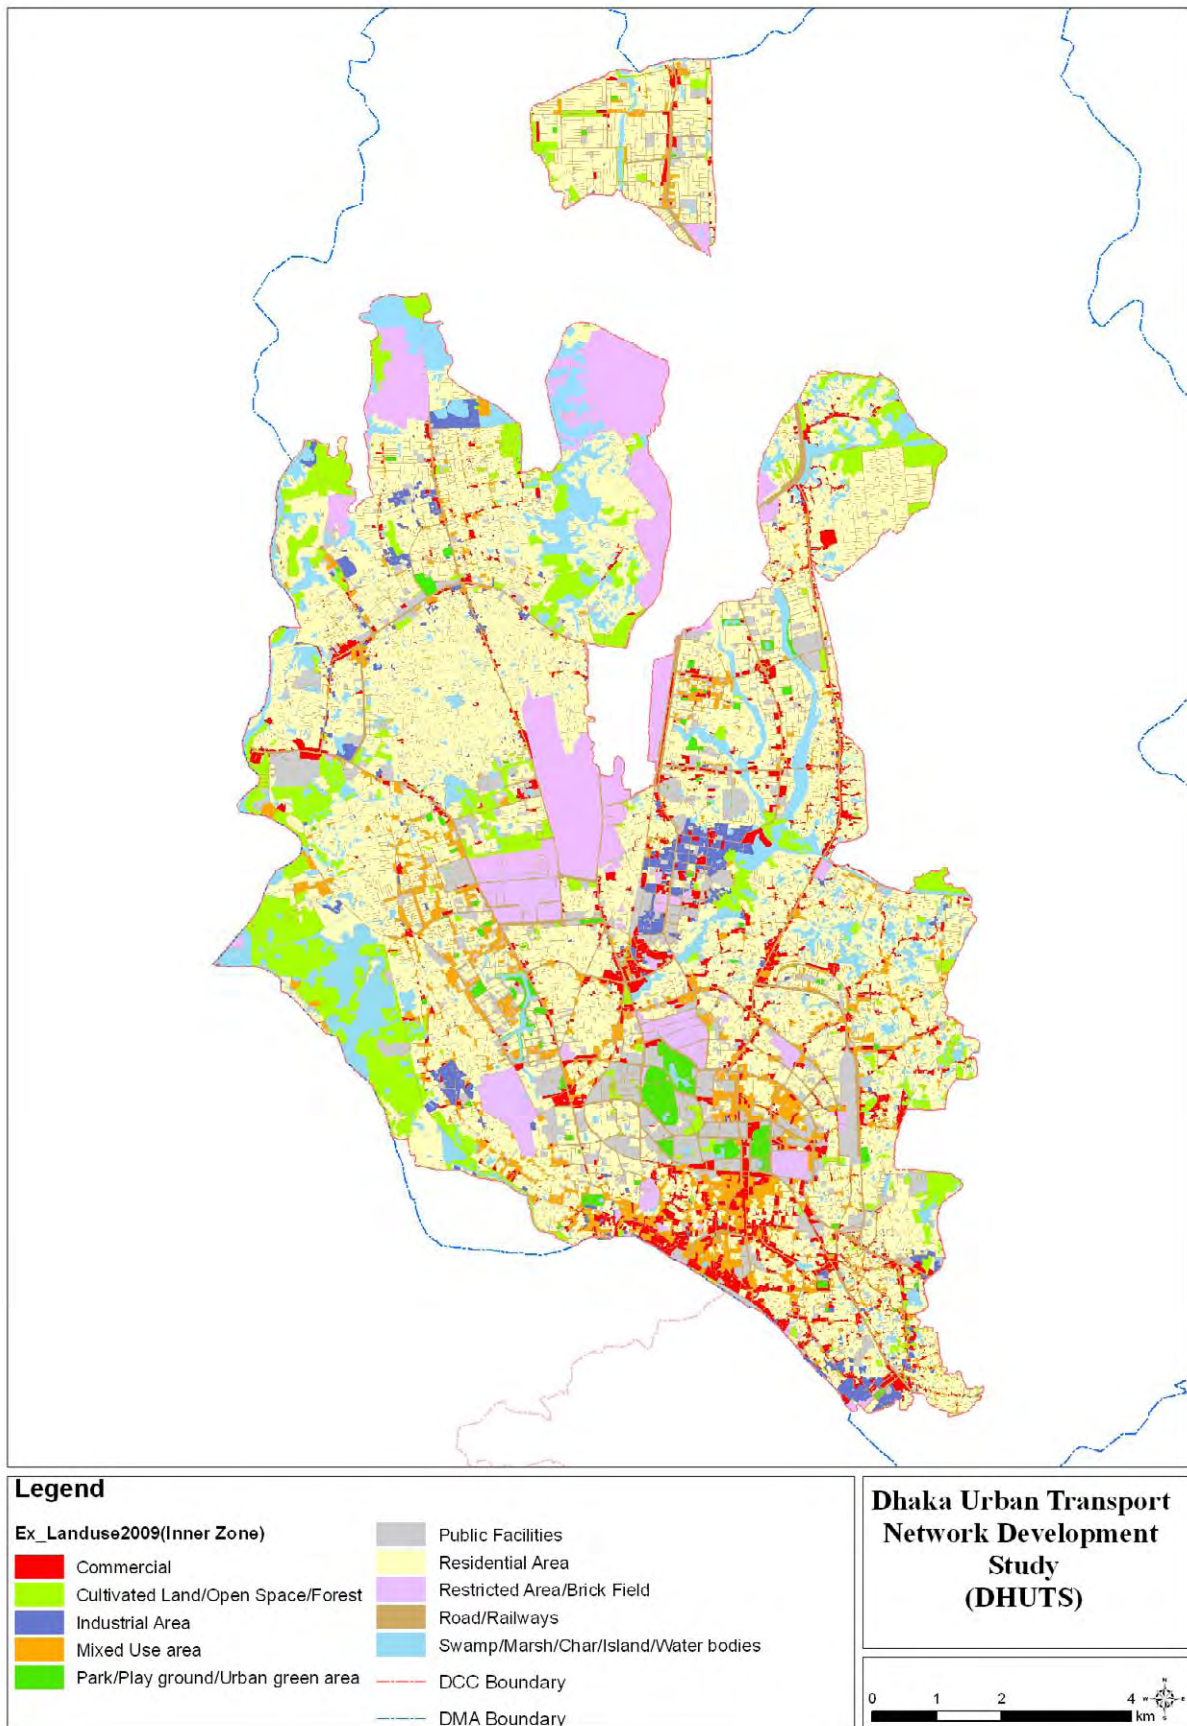 Legend
Ex_Landuse2009(Inner Zone)
Commercial
Cultivated Land/Open Space/Forest
Industrial Area
Mixed Use area
Park/Play ground/Urban green area
Public Facilities
Residential Area
Restricted Area/Brick Field
Road/Railways
Swamp/Marsh/Char/Island/Water bodies
DCC Boundary
DMA Boundary
Dhaka Urban Transport
Network Development
Study
(DHUTS)
0 1 2 4
km
N
W E
S